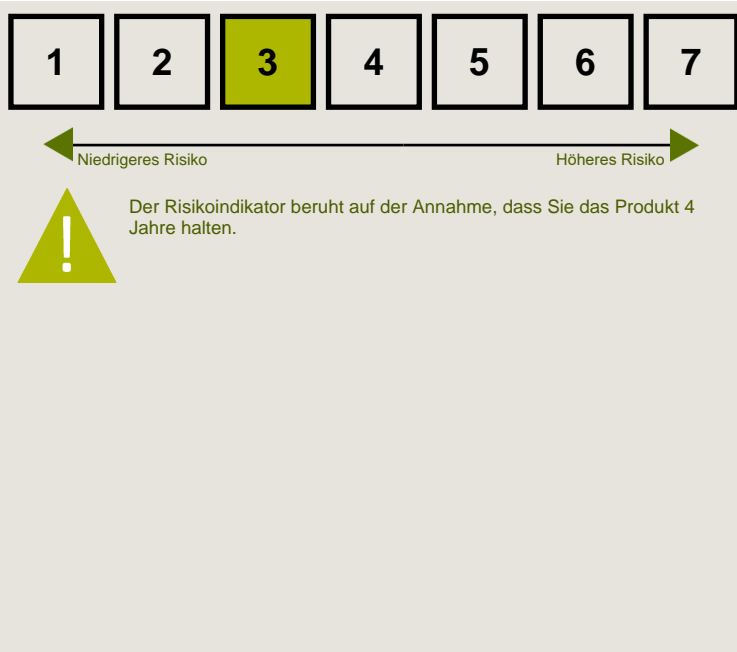 1 2 3 4 5 6 7
Niedrigeres Risiko Höheres Risiko
!
Der Risikoindikator beruht auf der Annahme, dass Sie das Produkt 4
Jahre halten.